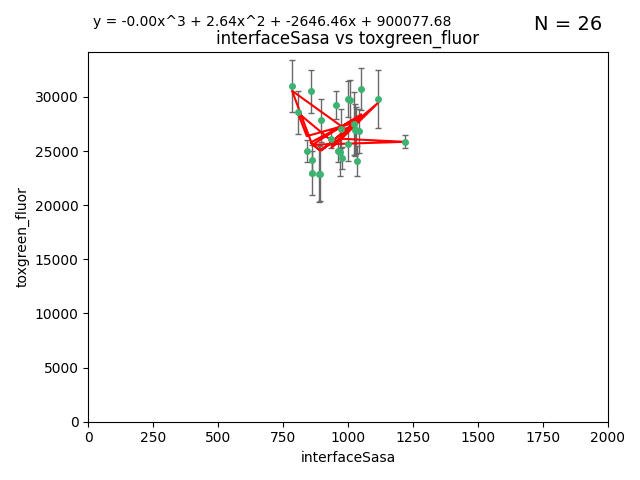 y = -0.00x^3 + 2.64x^2 + -2646.46x + 900077.68
N = 26
interfaceSasa vs toxgreen_fluor
30000
25000
20000
15000
10000
5000
0
toxgreen_fluor
0 250 500 750 1000 1250 1500 1750 2000
interfaceSasa